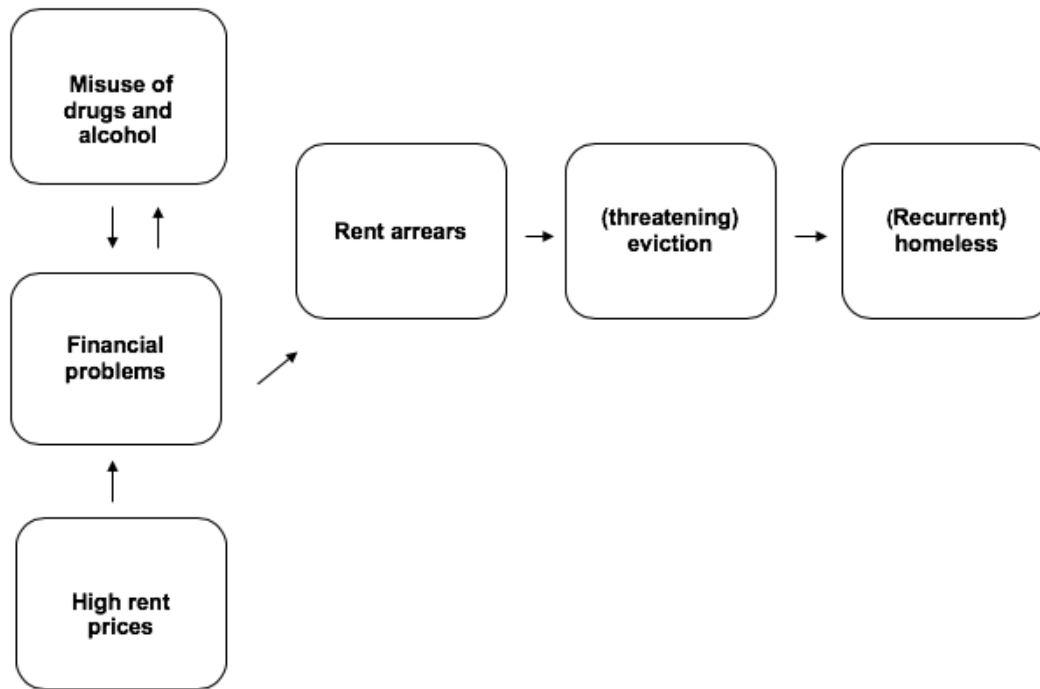 Misuse of
drugs and
alcohol
Financial
problems
High rent
prices
Rent arrears
(threatening)
eviction
(Recurrent)
homeless